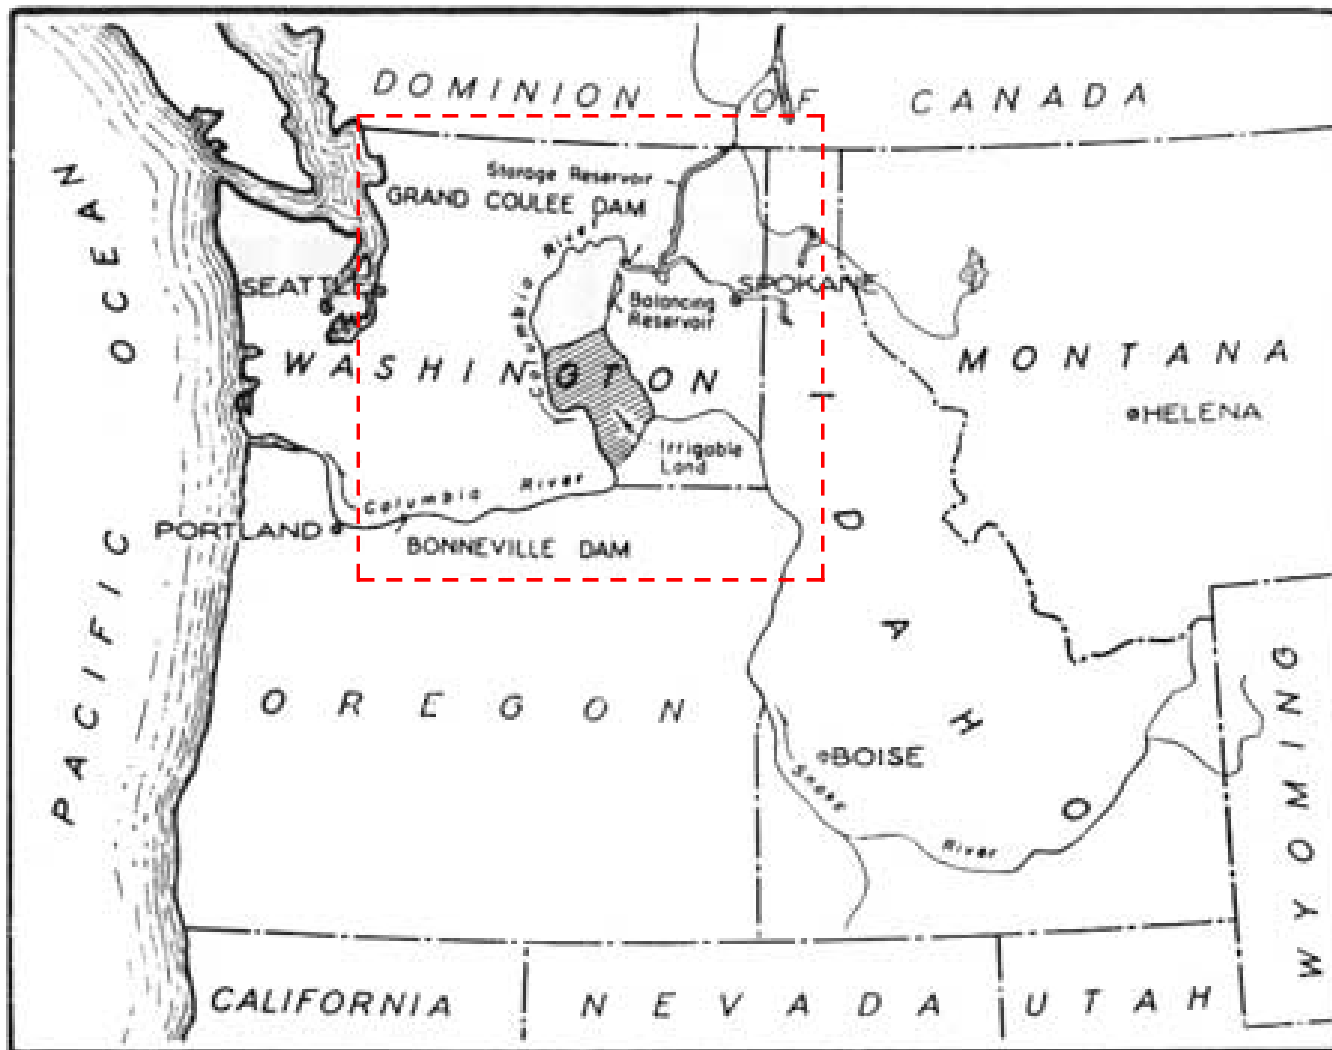 DOMINION OF CANADA
Storage Reservoir
GRAND COULEE DAM
PACIFIC OCEAN
Columbia River
SEATTLE
SPOKANE
Balancing
Reservoir
WASHINGTON
MONTANA
HELENA
Irrigable
Land
IDAHO
Columbia River
PORTLAND
BONNEVILLE DAM
OREGON
BOISE
Snake River
WYOMING
CALIFORNIA
NEVADA
UTAH